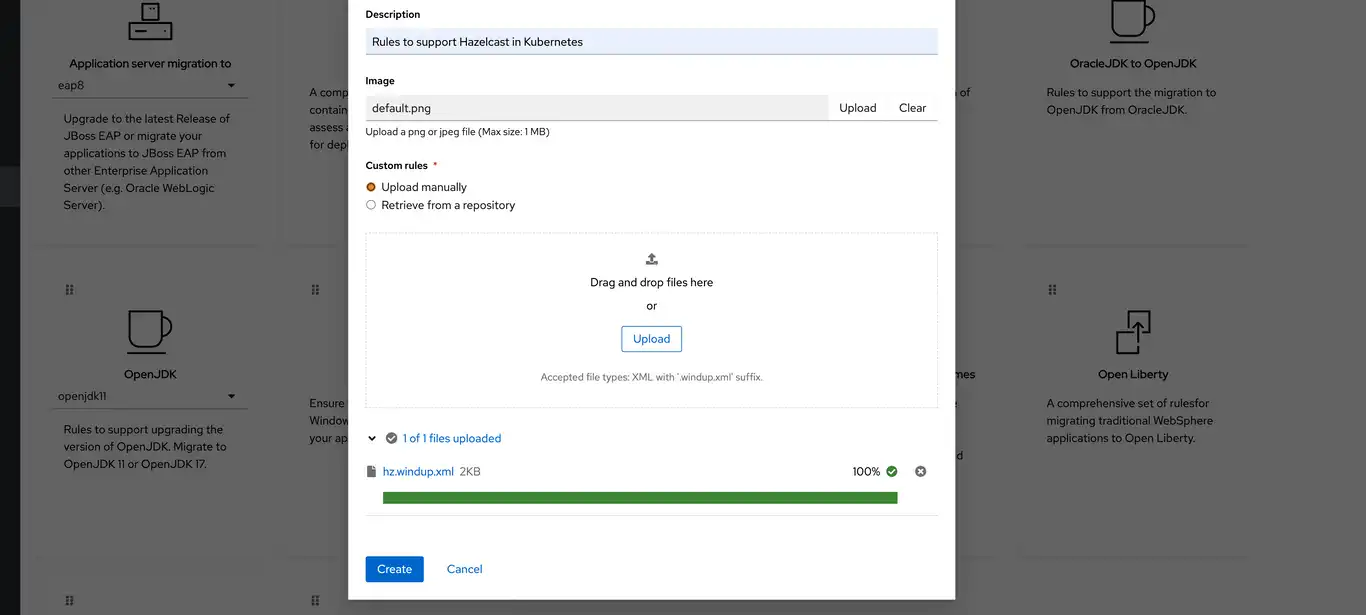 Description
Rules to support Hazelcast in Kubernetes
Image
default.png
Upload
Clear
Upload a png or jpeg file (Max size: 1 MB)
Custom rules *
Upload manually
Retrieve from a repository
Drag and drop files here
or
Upload
Accepted file types: XML with '.windup.xml' suffix.
1 of 1 files uploaded
hz.windup.xml 2KB
100%
Create
Cancel
Application server migration to
eap8
Upgrade to the latest Release of
JBoss EAP or migrate your
applications to JBoss EAP from
other Enterprise Application
Server (e.g. Oracle WebLogic
Server).
A comp
contain
assess a
for dep
of
OracleJDK to OpenJDK
Rules to support the migration to
OpenJDK from OracleJDK.
OpenJDK
openjdk11
Rules to support upgrading the
version of OpenJDK. Migrate to
OpenJDK 11 or OpenJDK 17.
Ensure
Window
your ap
mes
d
Open Liberty
A comprehensive set of rulesfor
migrating traditional WebSphere
applications to Open Liberty.